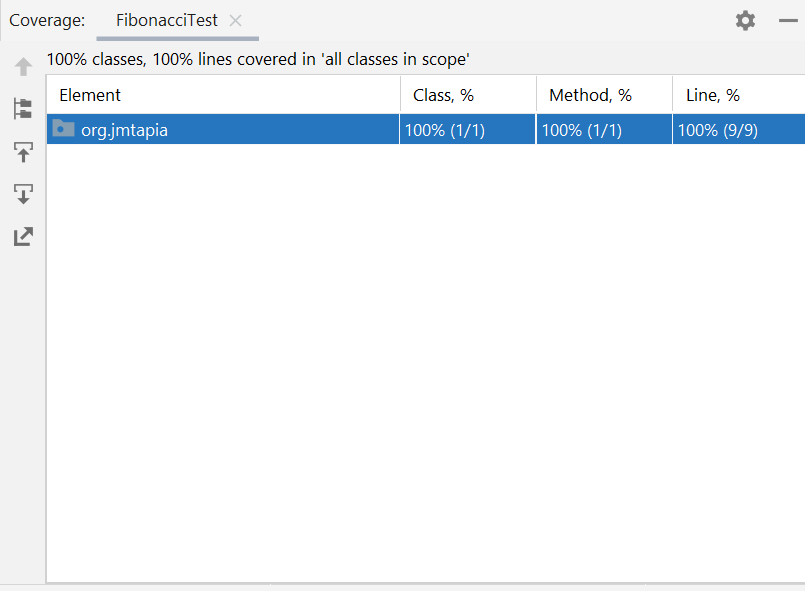 Coverage: FibonacciTest
100% classes, 100% lines covered in 'all classes in scope'
Element Class, % Method, % Line, %
org.jmtapia 100% (1/1) 100% (1/1) 100% (9/9)